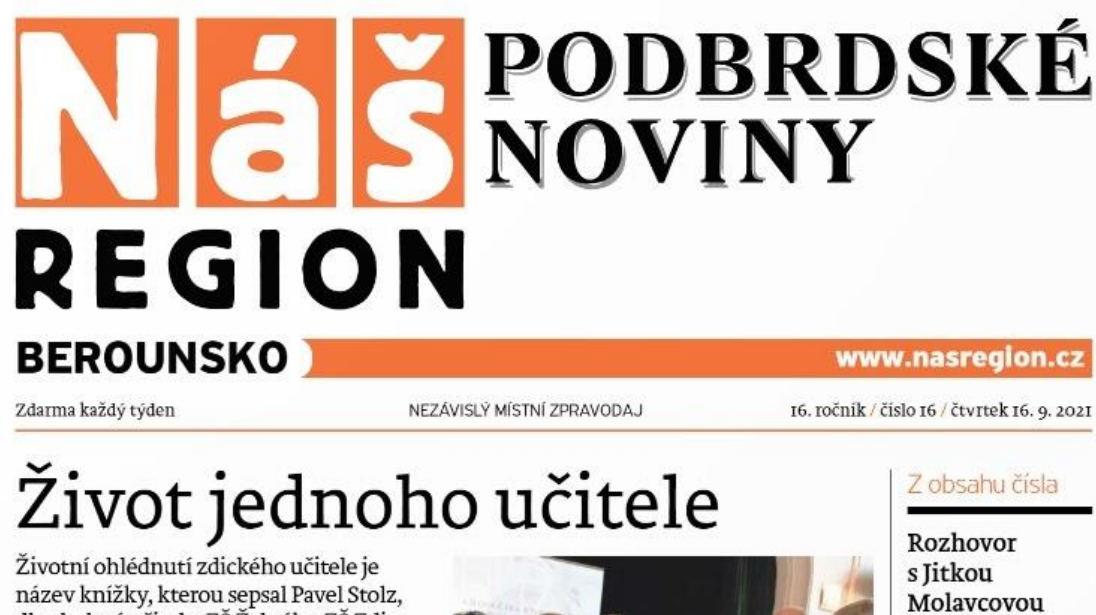 Náš
REGION
PODBRDSKÉ
NOVINY
BEROUNSKO
www.nasregion.cz
Zdarma každý týden
NEZÁVISLÝ MÍSTNÍ ZPRAVODAJ
16. ročník / číslo 16 / čtvrtek 16. 9. 2021
Život jednoho učitele
Životní ohlédnutí zdického učitele je
název knížky, kterou sepsal Pavel Stolz,
Z obsahu čísla
Rozhovor
s Jitkou
Molavcovou